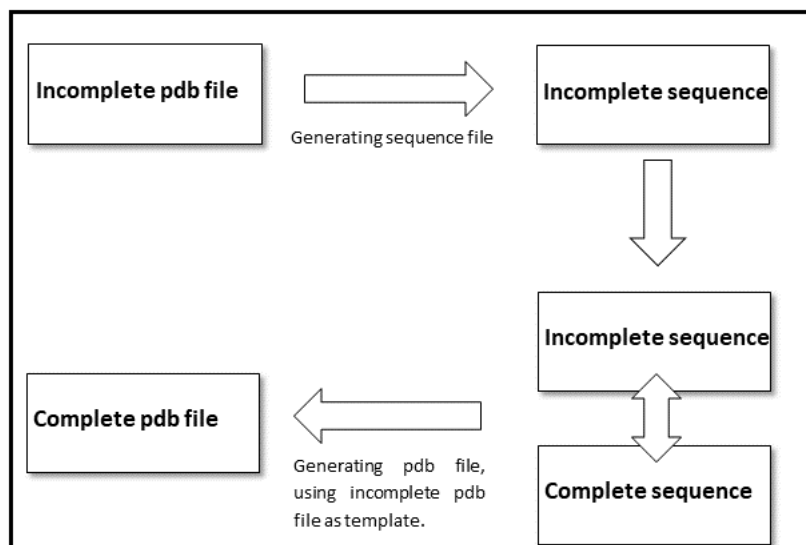 Incomplete pdb file
Generating sequence file
Incomplete sequence
Incomplete sequence
Complete sequence
Generating pdb file,
using incomplete pdb
file as template.
Complete pdb file